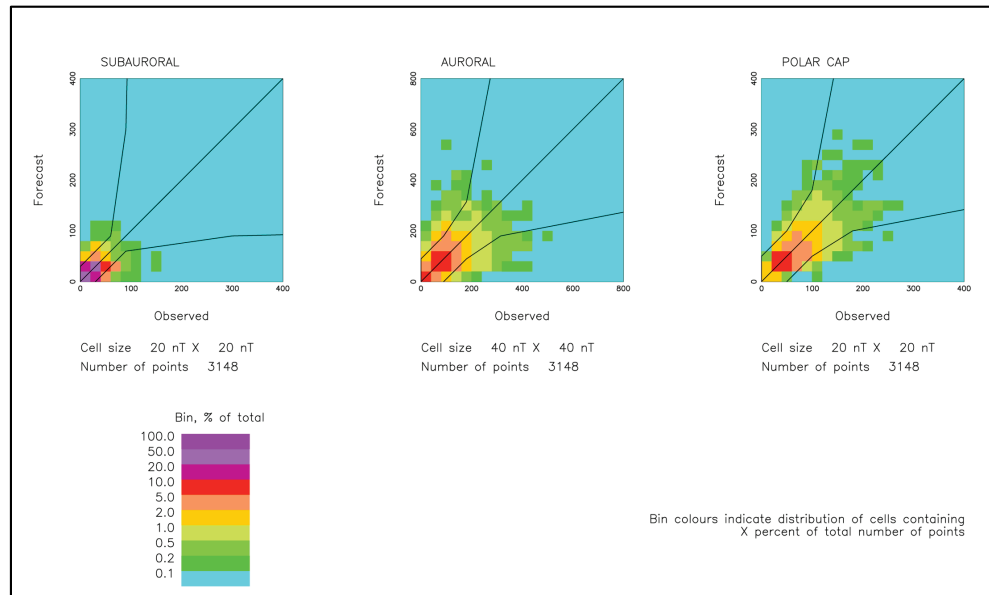 SUBAURORAL
400
300
200
100
0
Forecast
0 200 400
Observed
Cell size 20 nT X 20 nT
Number of points 3148
AURORAL
800
600
400
200
0
Forecast
0 200 400 600 800
Observed
Cell size 40 nT X 40 nT
Number of points 3148
POLAR CAP
400
300
200
100
0
Forecast
0 100 200 300 400
Observed
Cell size 20 nT X 20 nT
Number of points 3148
Bin, % of total
100.0
50.0
20.0
10.0
5.0
2.0
1.0
0.5
0.2
0.1
Bin colours indicate distribution of cells containing
X percent of total number of points